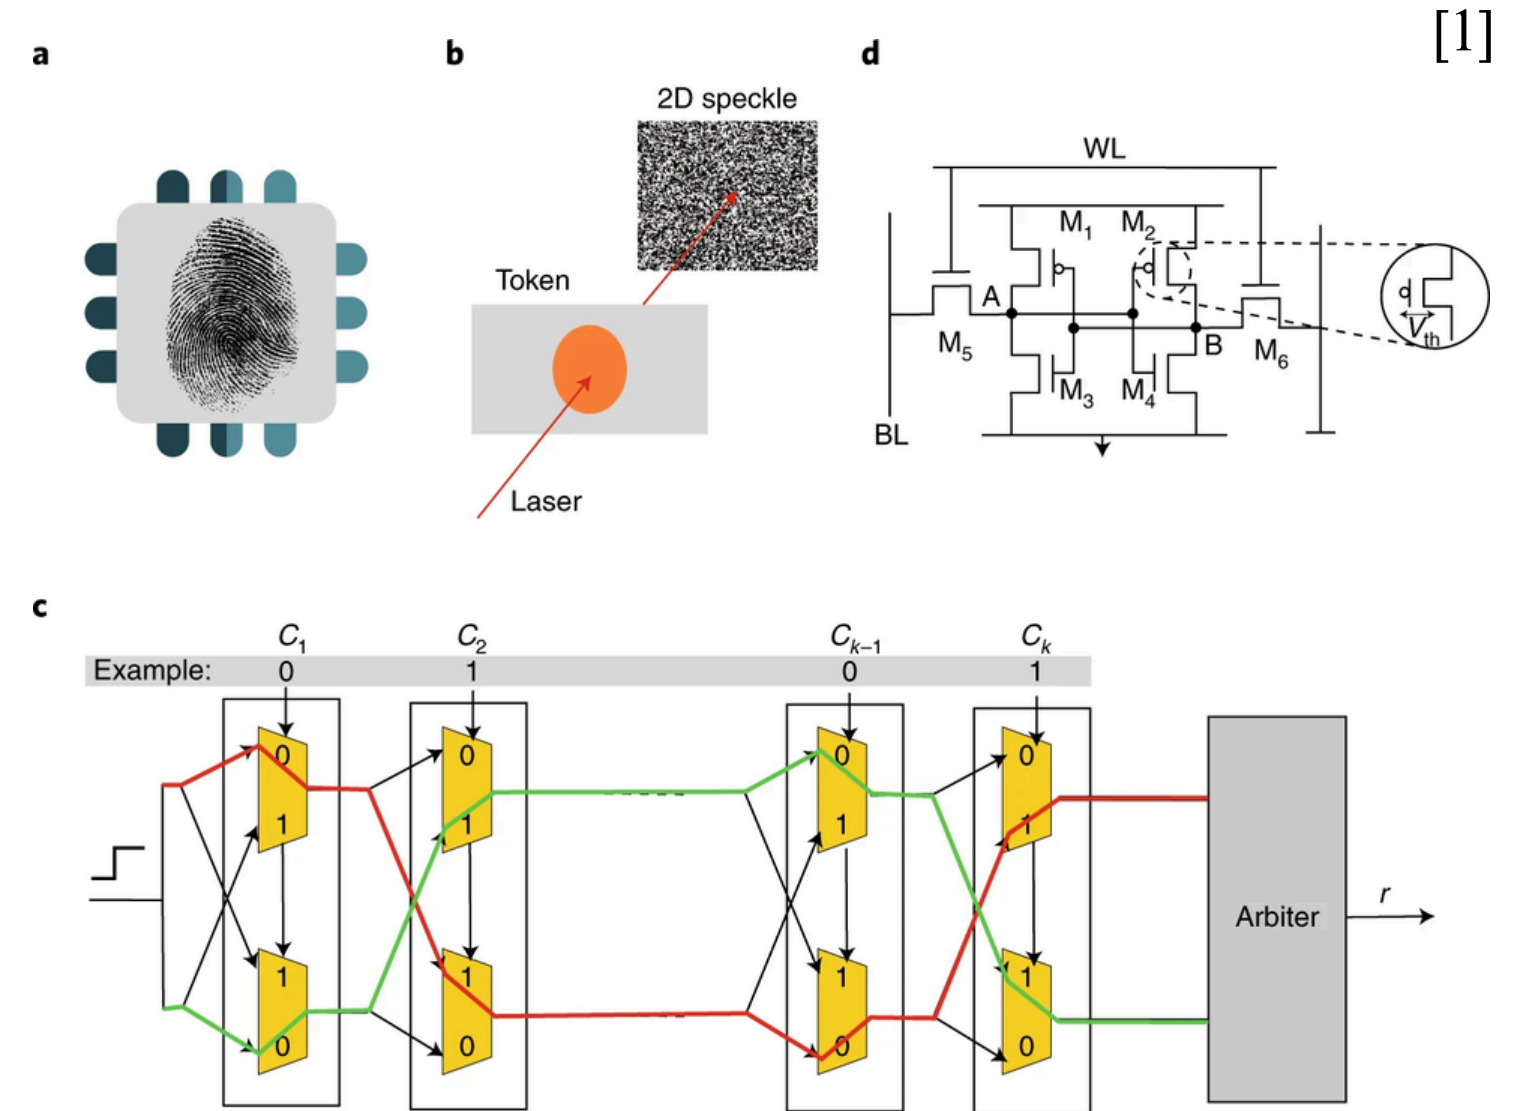 [1]
a
b
2D speckle
Token
Laser
d
WL
M1 M2
A
B
M5
M6
M3 M4
Vth
BL
c
C1 C2 Ck−1 Ck
Example: 0 1 0 1
0 0 0 0
1 1 1 1
1 1 1 1
0 0 0 0
Arbiter
r